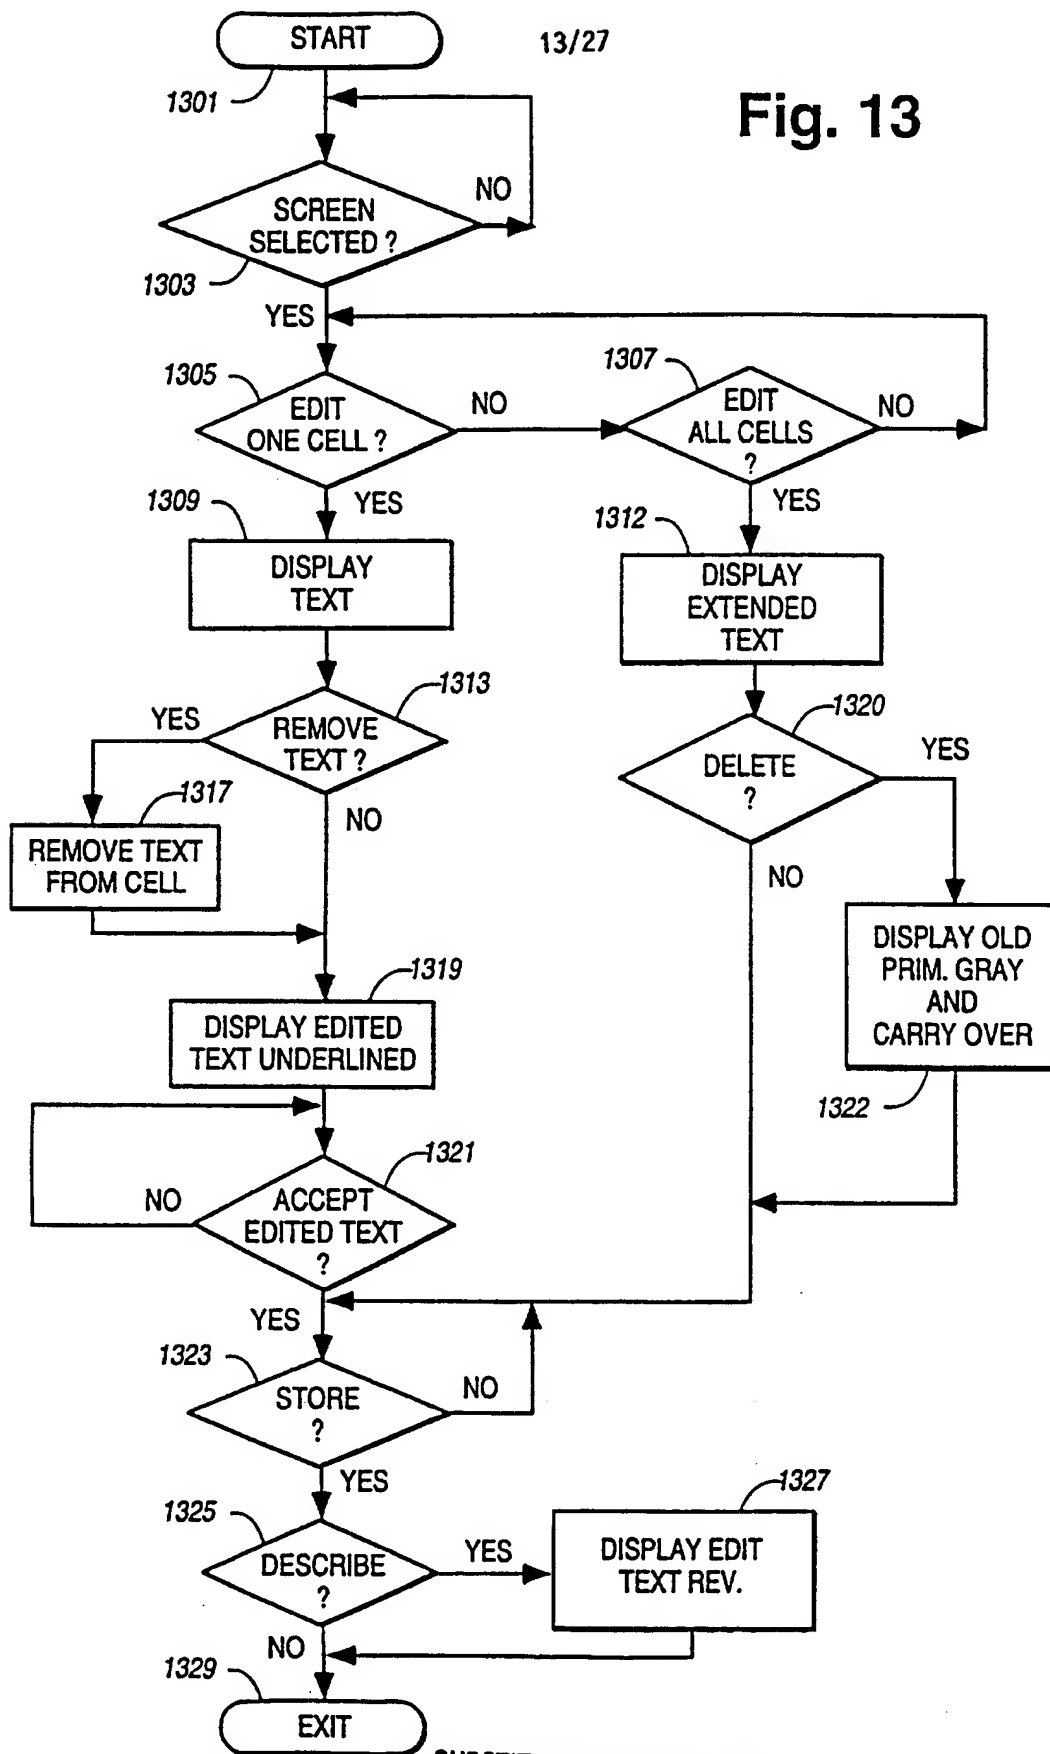 START
13/27
1301
Fig. 13
NO
SCREEN
SELECTED ?
1303
YES
1305
EDIT
ONE CELL ?
NO
1307
EDIT
ALL CELLS
?
NO
YES
1309
DISPLAY
TEXT
YES
1312
DISPLAY
EXTENDED
TEXT
1313
YES
REMOVE
TEXT ?
NO
1320
DELETE
?
YES
NO
1317
REMOVE TEXT
FROM CELL
DISPLAY OLD
PRIM. GRAY
AND
CARRY OVER
1322
1319
DISPLAY EDITED
TEXT UNDERLINED
1321
NO
ACCEPT
EDITED TEXT
?
YES
1323
STORE
?
NO
YES
1325
DESCRIBE
?
YES
1327
DISPLAY EDIT
TEXT REV.
NO
1329
EXIT